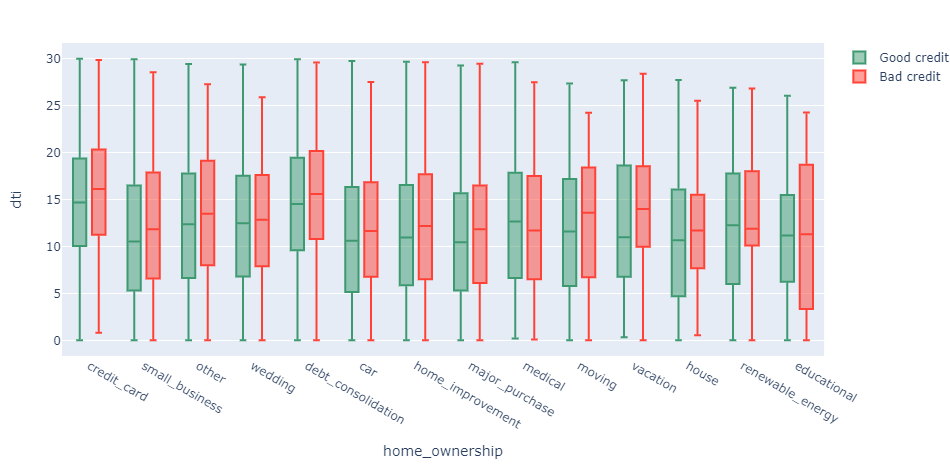 Good credit
Bad credit
30
25
20
15
10
5
0
dti
credit_card
small_business
other
wedding
debt_consolidation
car
home_improvement
major_purchase
medical
moving
vacation
house
renewable_energy
educational
home_ownership